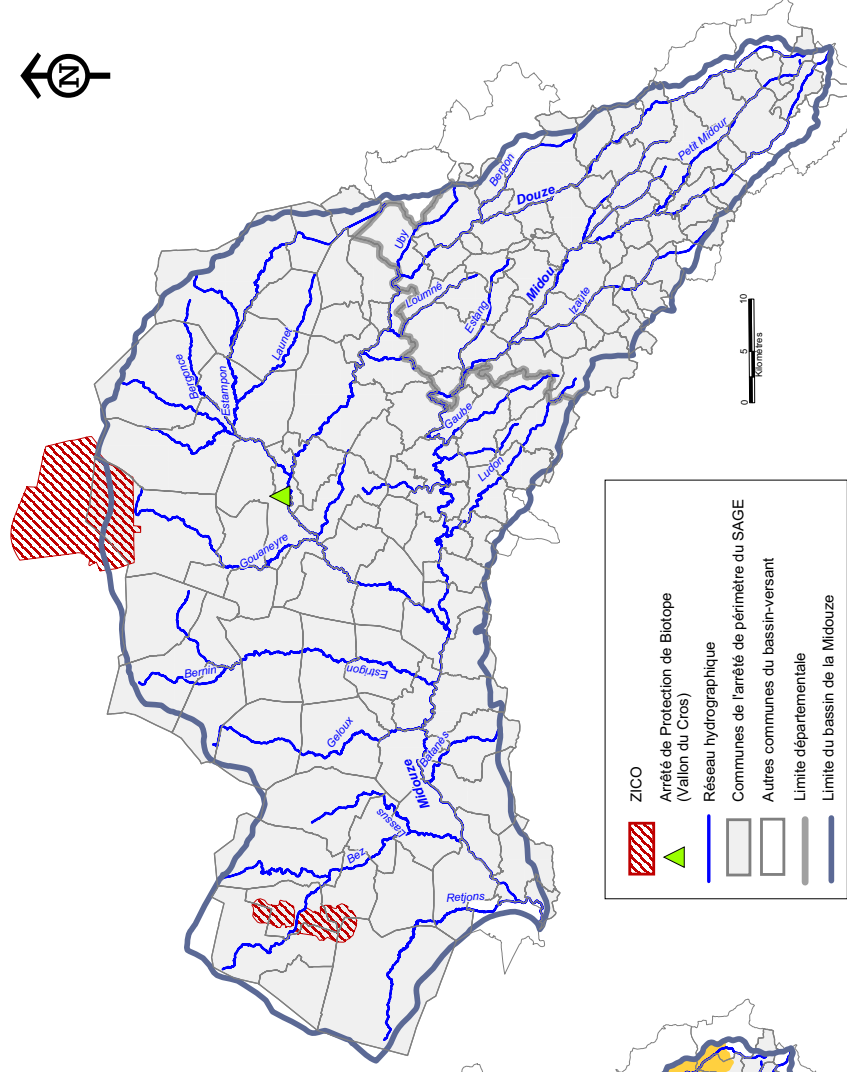 N
Bergonce
Estampon
Launet
Gouaneyre
Bernin
Estrigon
Geloux
Bez
Jassus
Midouze
Batanes
Retjons
Uby
Loumné
Estang
Bergon
Douze
Petit Midour
Midou
Izaute
Gaube
Ludon
0 5 10
Kilomètres
ZICO
Arrêté de Protection de Biotope
(Vallon du Cros)
Réseau hydrographique
Communes de l'arrêté de périmètre du SAGE
Autres communes du bassin-versant
Limite départementale
Limite du bassin de la Midouze